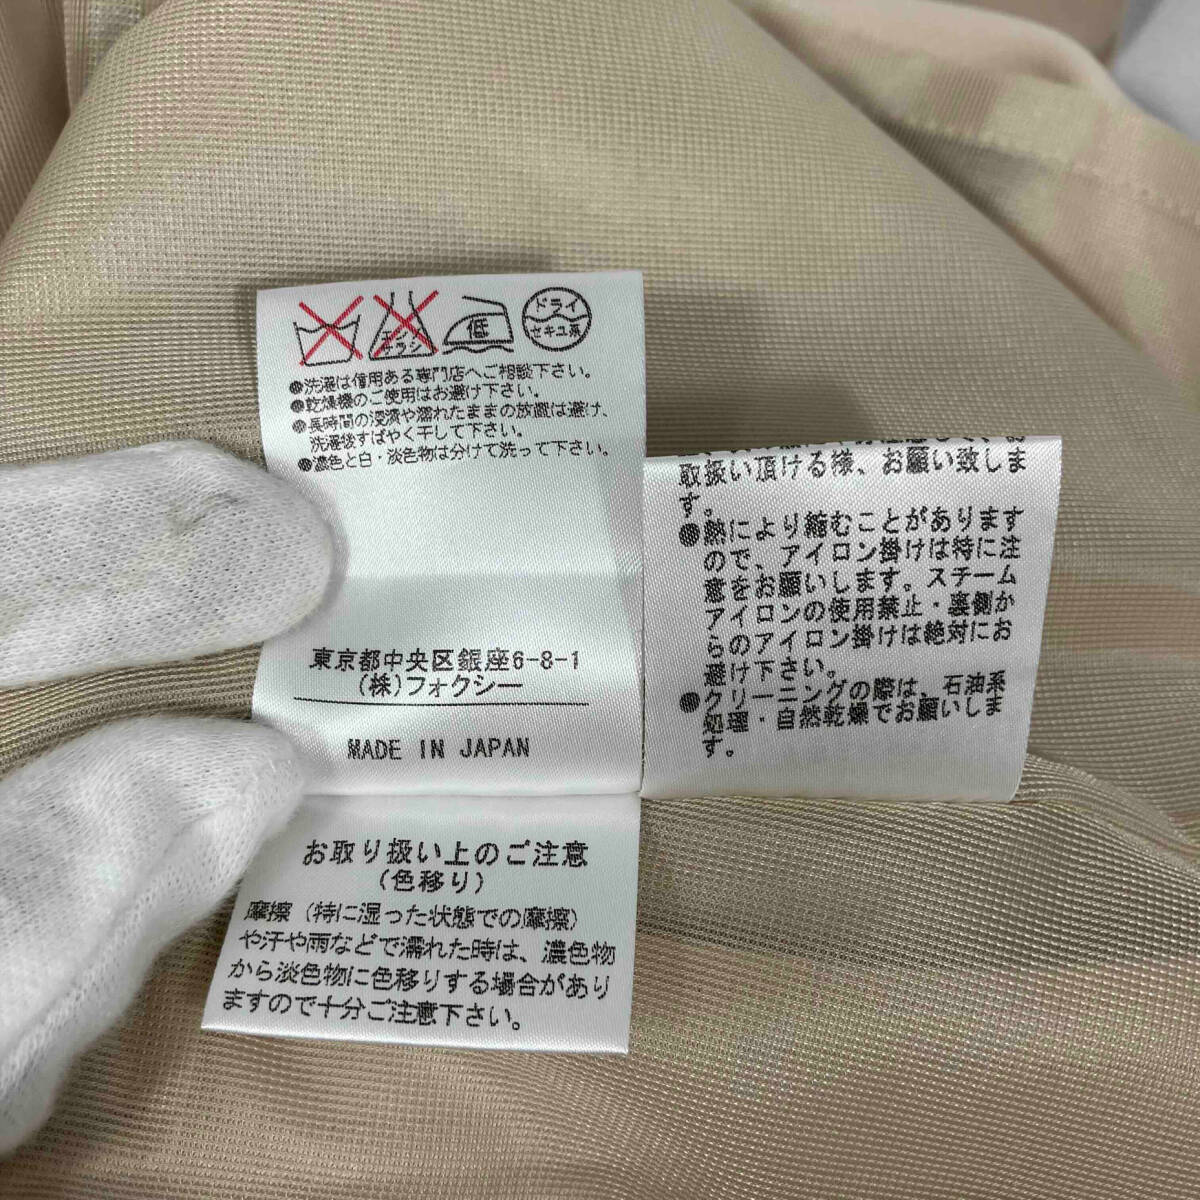 低
ドライ
セキユ系
●洗濯は信用ある専門店へご相談下さい。
●乾燥機のご使用はお避け下さい。
●長時間の浸漬や濡れたままの放置は避け、
洗濯後すばやく干して下さい。
●濃色と白・淡色物は分けて洗って下さい。
東京都中央区銀座6-8-1
(株)フォクシー
MADE IN JAPAN
取扱い頂ける様、お願い致しま
す。
●熱により縮むことがあります
ので、アイロン掛けは特に注
意をお願いします。スチーム
アイロンの使用禁止・裏側か
らのアイロン掛けは絶対にお
避け下さい。
●クリーニングの際は、石油系
処理・自然乾燥でお願いしま
す。
お取り扱い上のご注意
(色移り)
摩擦(特に湿った状態での摩擦)
や汗や雨などで濡れた時は、濃色物
から淡色物に色移りする場合があり
ますので十分ご注意下さい。